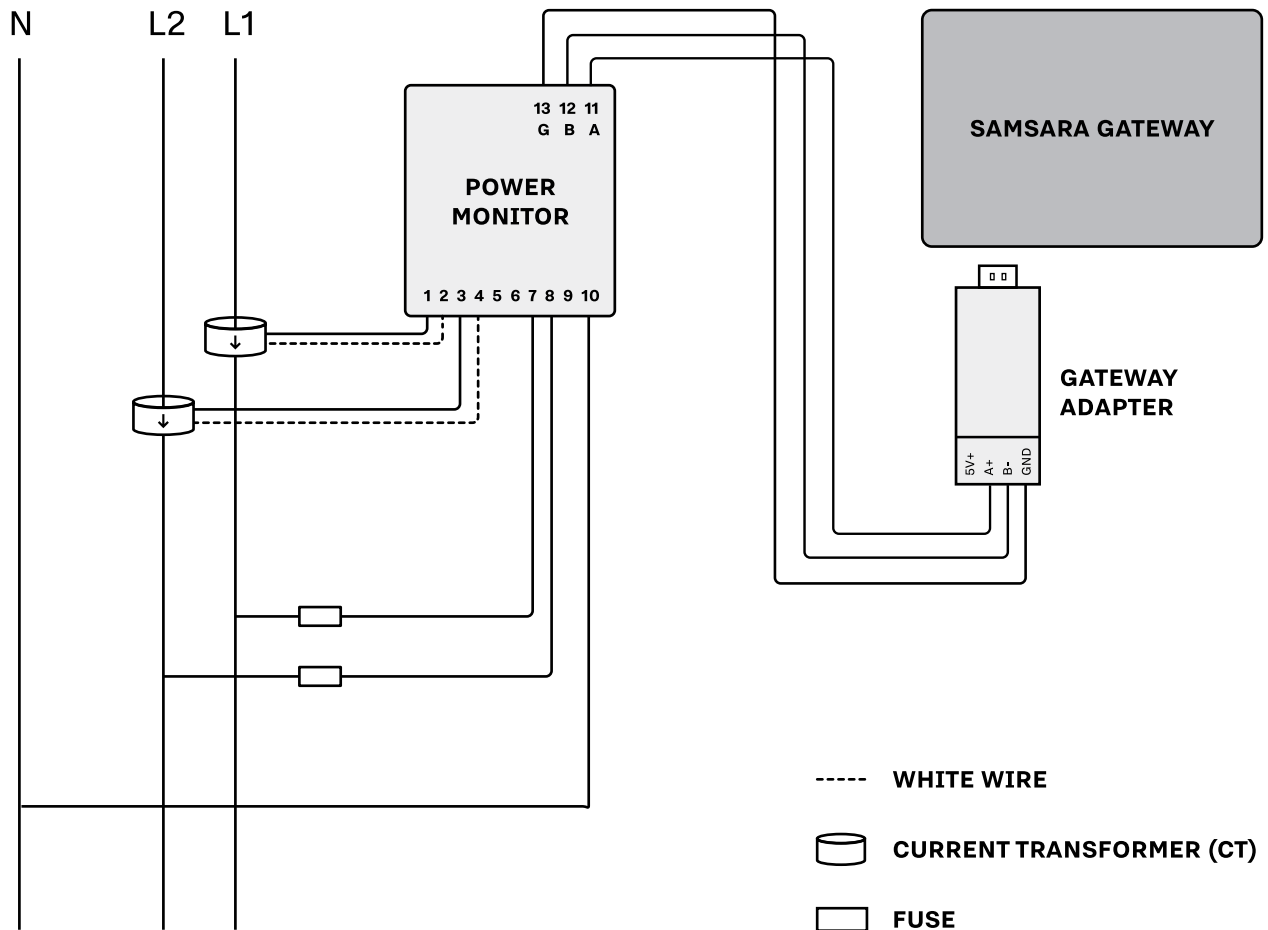 N L2 L1
13 12 11
G B A
POWER
MONITOR
1 2 3 4 5 6 7 8 9 10
SAMSARA GATEWAY
GATEWAY
ADAPTER
5V+
A+
B-
GND
WHITE WIRE
CURRENT TRANSFORMER (CT)
FUSE